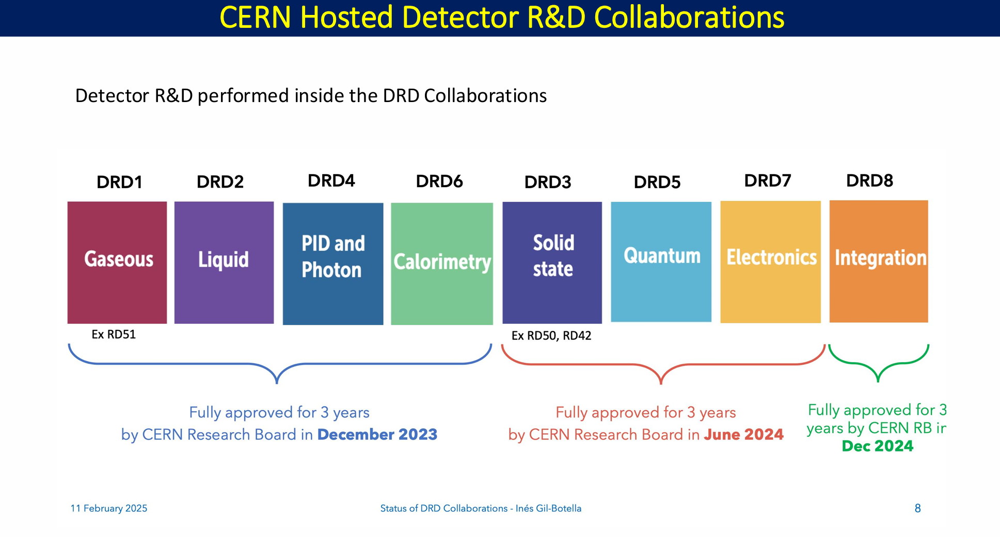 CERN Hosted Detector R&D Collaborations
Detector R&D performed inside the DRD Collaborations
DRD1
DRD2
DRD4
DRD6
DRD3
DRD5
DRD7
DRD8
Gaseous
Liquid
PID and
Photon
Calorimetry
Solid
state
Quantum
Electronics
Integration
Ex RD51
Ex RD50, RD42
Fully approved for 3 years
by CERN Research Board in December 2023
Fully approved for 3 years
by CERN Research Board in June 2024
Fully approved for 3
years by CERN RB in
Dec 2024
11 February 2025
Status of DRD Collaborations - Inés Gil-Botella
8